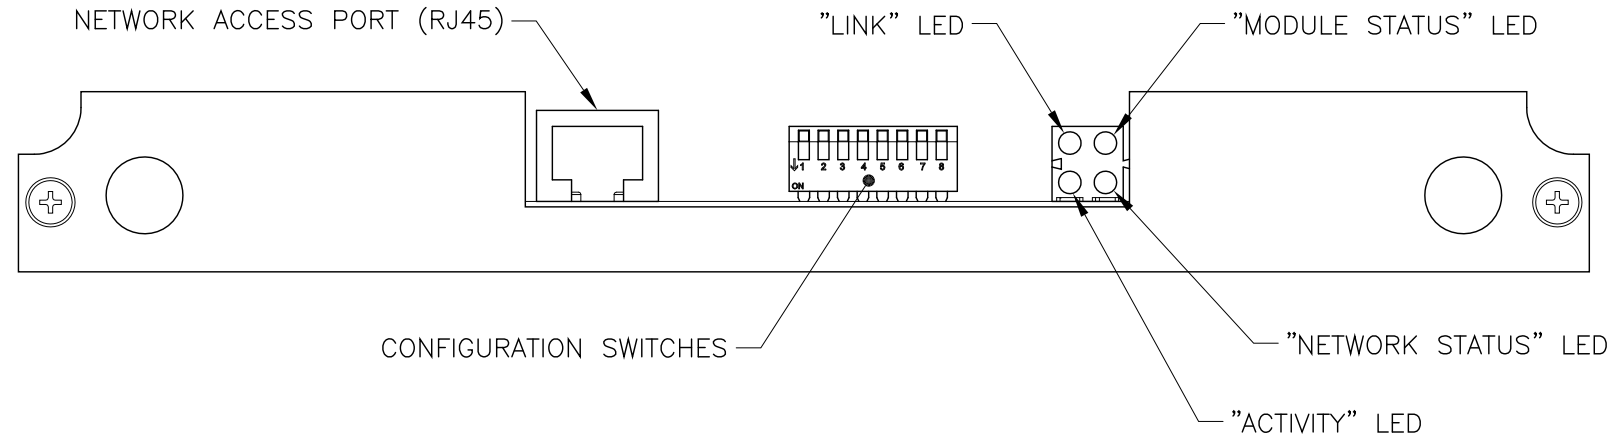 NETWORK ACCESS PORT (RJ45)
"LINK" LED
"MODULE STATUS" LED
↓1 2 3 4 5 6 7 8
ON
CONFIGURATION SWITCHES
"NETWORK STATUS" LED
"ACTIVITY" LED